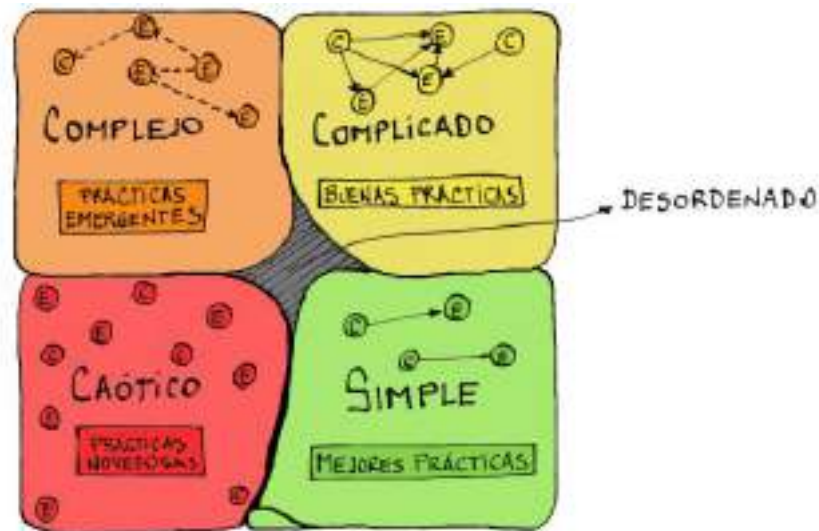 C E E E E
COMPLEJO
PRÁCTICAS
EMERGENTES
C E C E E
COMPLICADO
BUENAS PRÁCTICAS
DESORDENADO
CAÓTICO
PRÁCTICAS
NOVEDOSAS
C E
C E
SIMPLE
MEJORES PRÁCTICAS